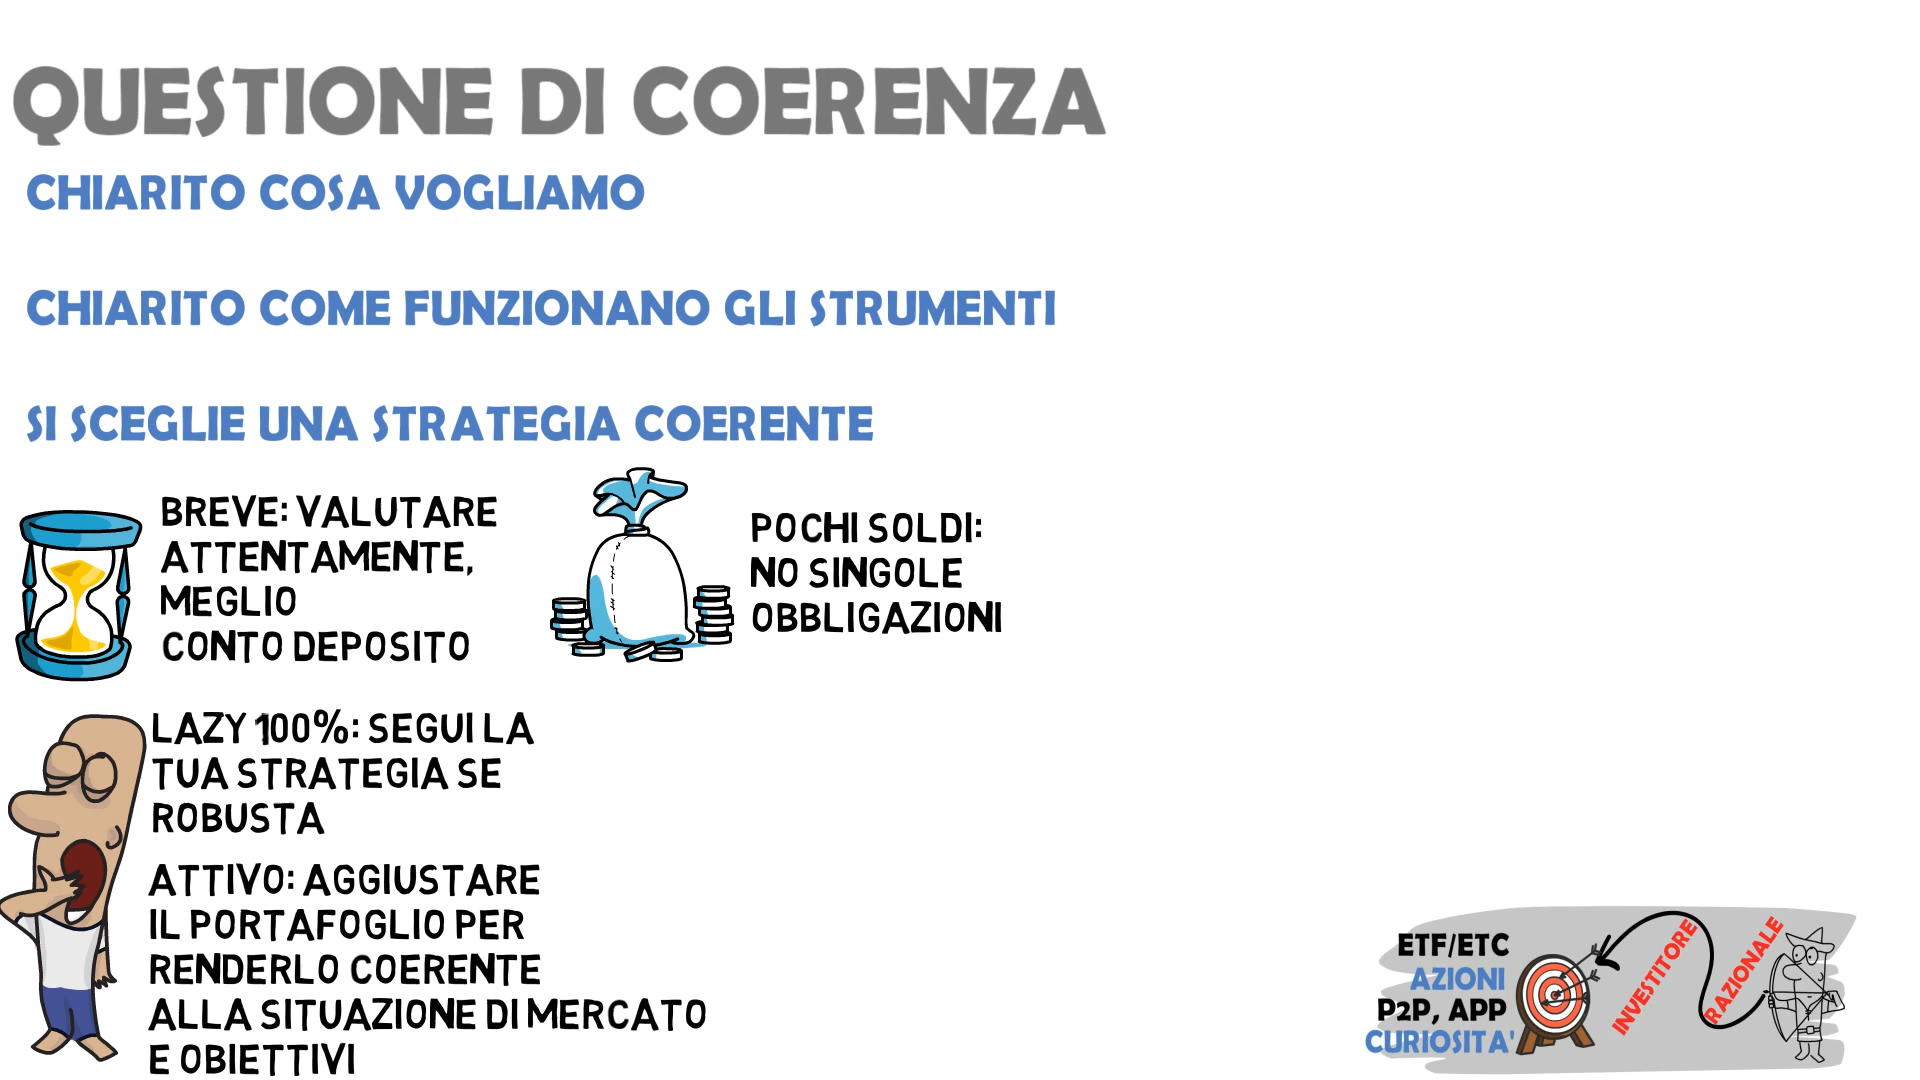 QUESTIONE DI COERENZA
CHIARITO COSA VOGLIAMO
CHIARITO COME FUNZIONANO GLI STRUMENTI
SI SCEGLIE UNA STRATEGIA COERENTE
BREVE: VALUTARE
ATTENTAMENTE,
MEGLIO
CONTO DEPOSITO
POCHI SOLDI:
NO SINGOLE
OBBLIGAZIONI
LAZY 100%: SEGUI LA
TUA STRATEGIA SE
ROBUSTA
ATTIVO: AGGIUSTARE
IL PORTAFOGLIO PER
RENDERLO COERENTE
ALLA SITUAZIONE DI MERCATO
E OBIETTIVI
ETF/ETC
AZIONI
P2P, APP
CURIOSITA'
INVESTITORE
RAZIONALE